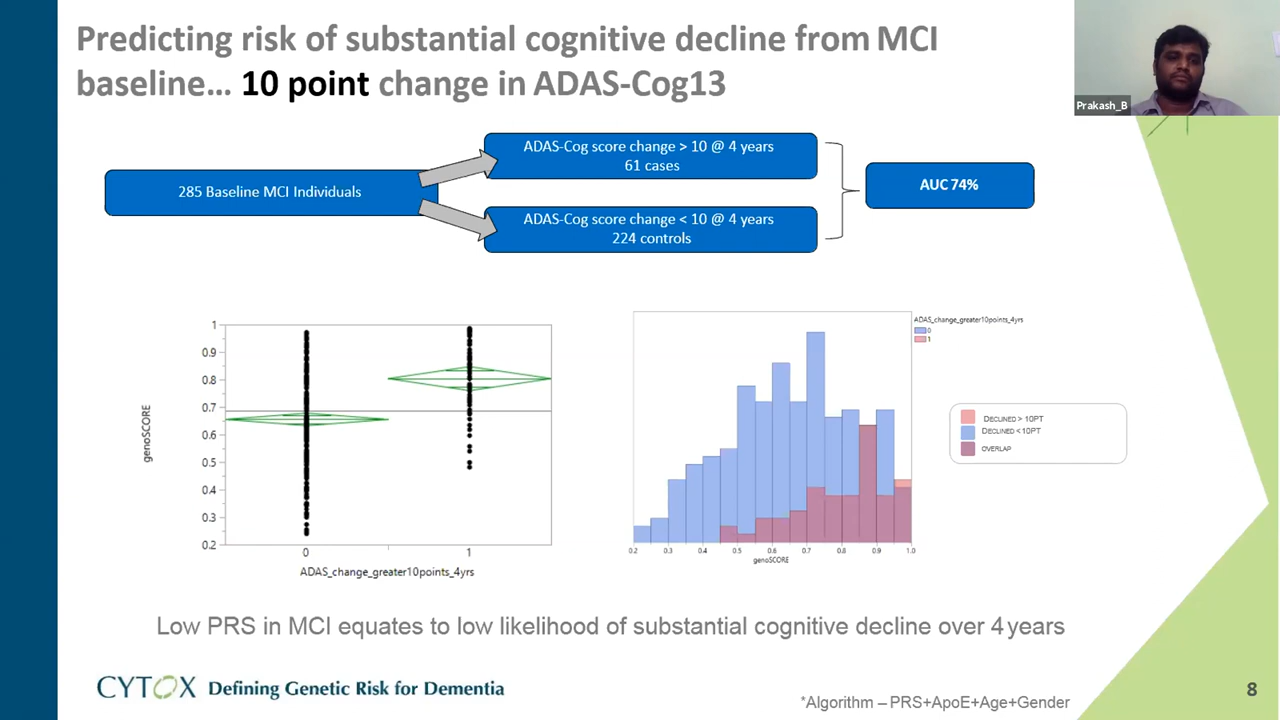 Predicting risk of substantial cognitive decline from MCI
baseline... 10 point change in ADAS-Cog13
Prakash_B
285 Baseline MCI Individuals
ADAS-Cog score change > 10 @ 4 years
61 cases
ADAS-Cog score change < 10 @ 4 years
224 controls
AUC 74%
genoSCORE
1
0.9
0.8
0.7
0.6
0.5
0.4
0.3
0.2
0
1
ADAS_change_greater10points_4yrs
0.2
0.3
0.4
0.5
0.6
0.7
0.8
0.9
1.0
genoSCORE
ADAS_change_greater10points_4yrs
0
1
DECLINED > 10PT
DECLINED < 10PT
OVERLAP
Low PRS in MCI equates to low likelihood of substantial cognitive decline over 4 years
CYTOX Defining Genetic Risk for Dementia
*Algorithm – PRS+ApoE+Age+Gender
8